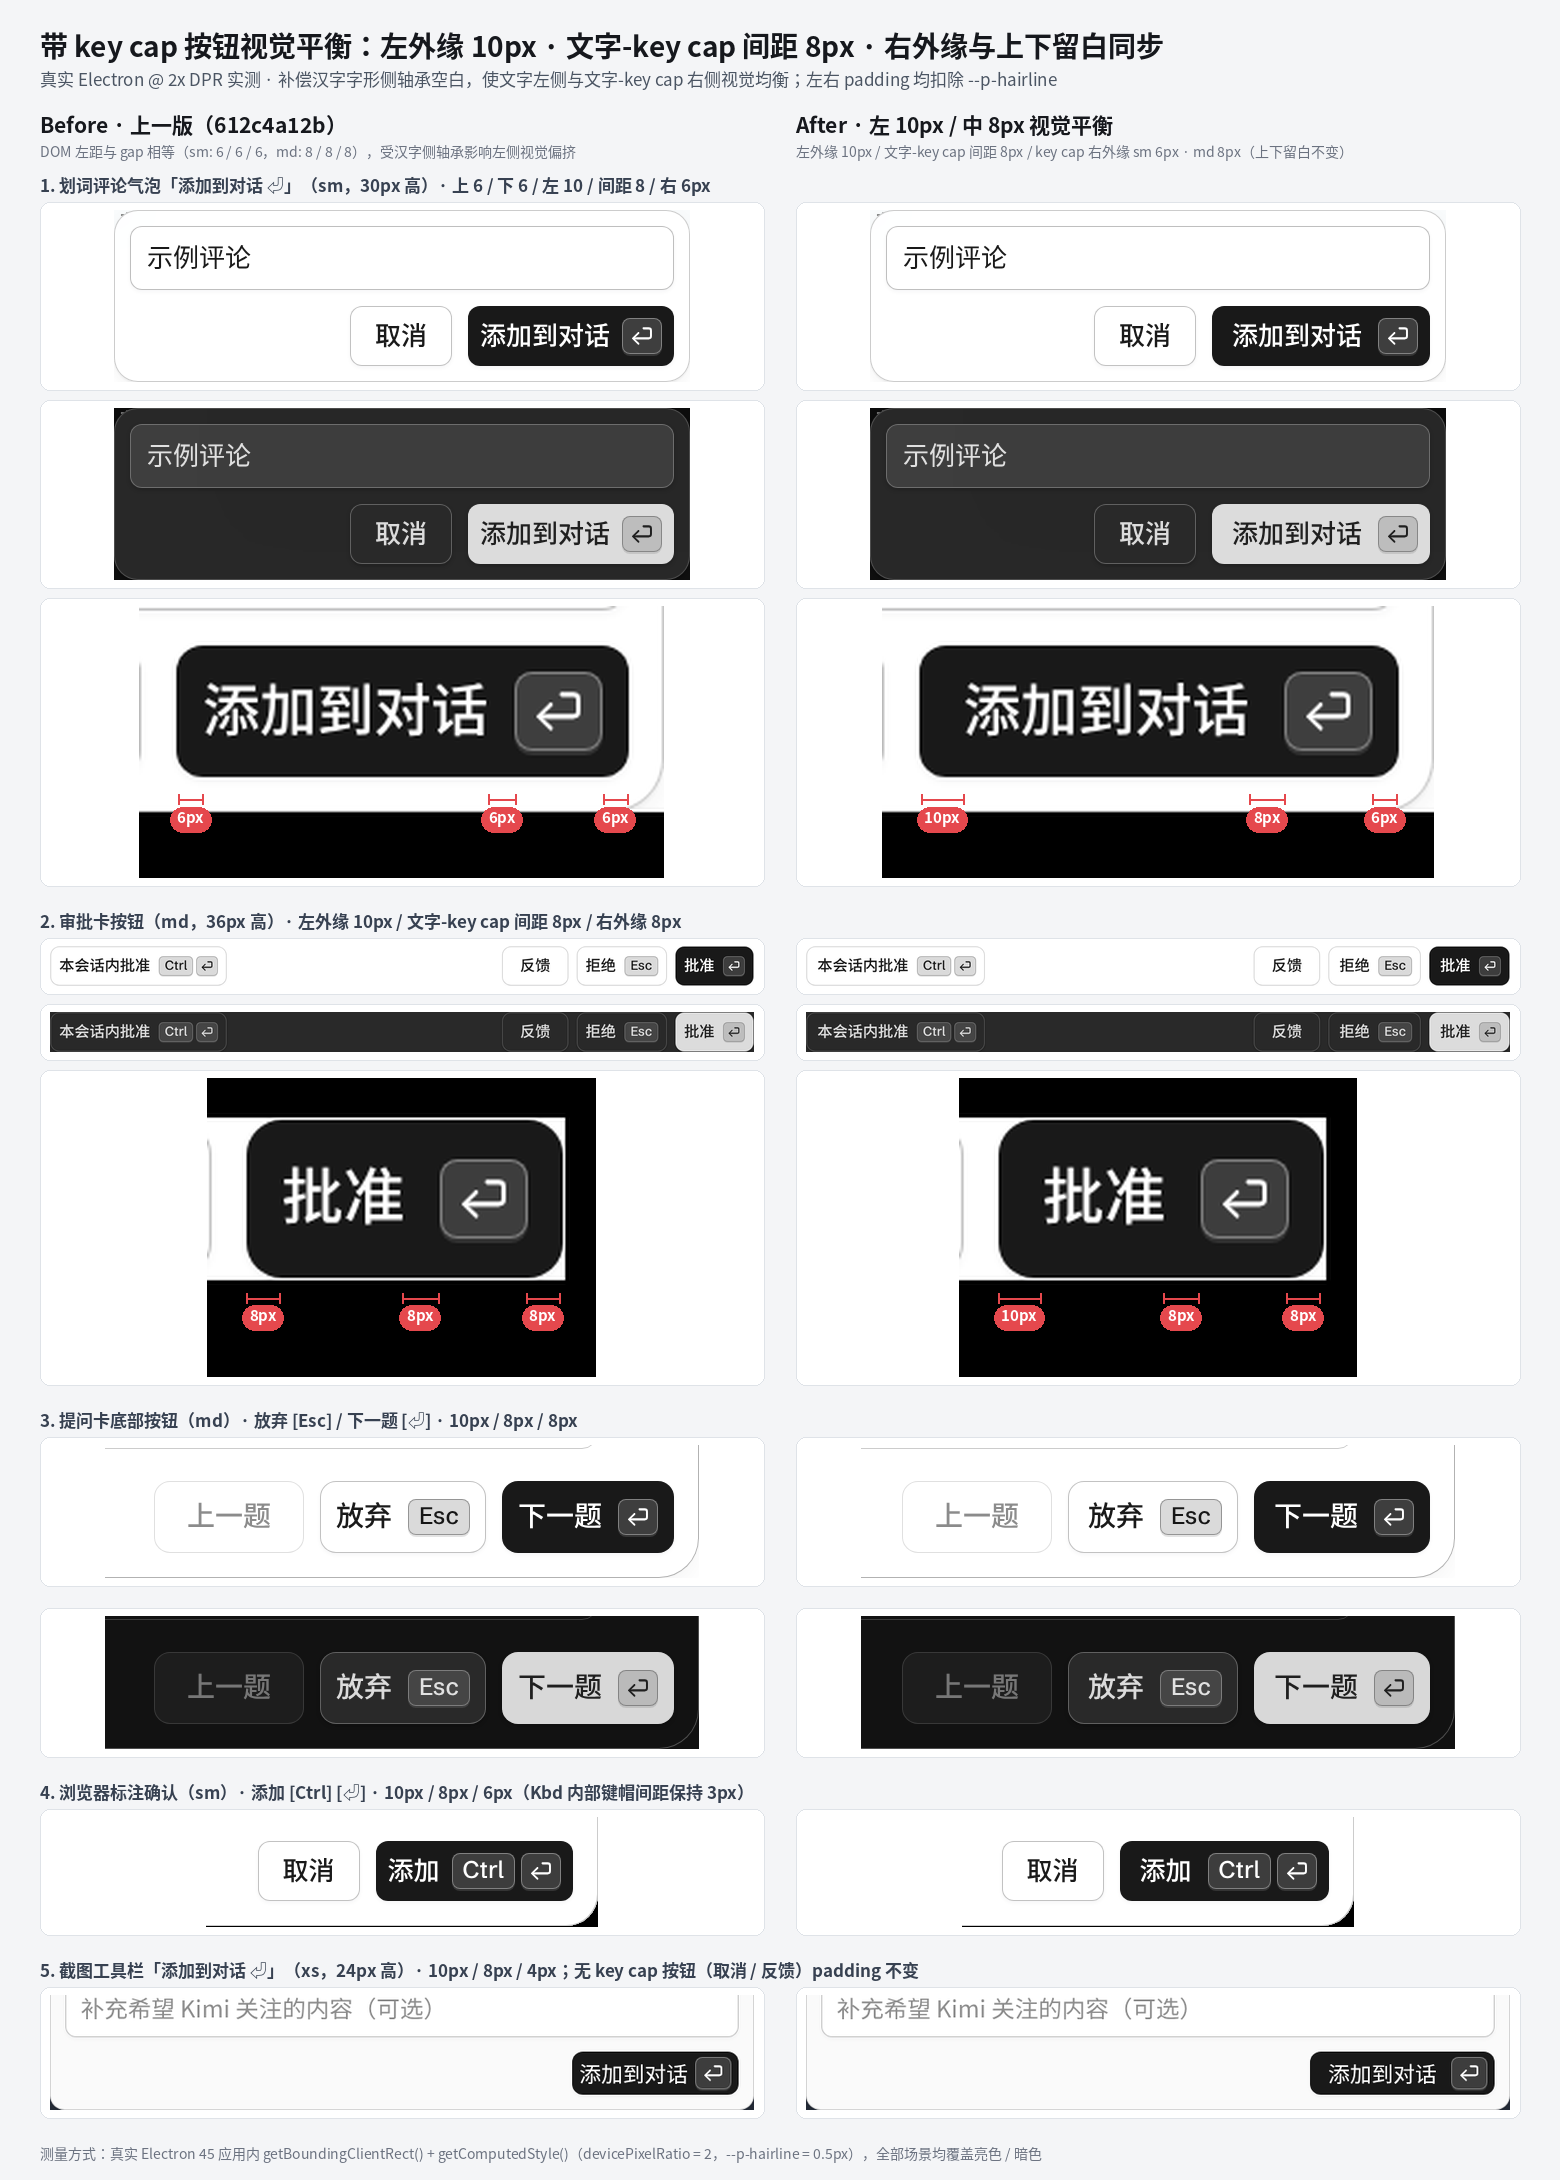 带 key cap 按钮视觉平衡：左外缘 10px · 文字-key cap 间距 8px · 右外缘与上下留白同步
真实 Electron @ 2x DPR 实测 · 补偿汉字字形侧轴承空白，使文字左侧与文字-key cap 右侧视觉均衡；左右 padding 均扣除 --p-hairline
Before · 上一版（612c4a12b）
DOM 左距与 gap 相等（sm: 6 / 6 / 6，md: 8 / 8 / 8），受汉字侧轴承影响左侧视觉偏挤
After · 左 10px / 中 8px 视觉平衡
左外缘 10px / 文字-key cap 间距 8px / key cap 右外缘 sm 6px · md 8px（上下留白不变）
1. 划词评论气泡「添加到对话 ⏎」（sm，30px 高）· 上 6 / 下 6 / 左 10 / 间距 8 / 右 6px
示例评论
取消 添加到对话 ⏎
示例评论
取消 添加到对话 ⏎
示例评论
取消 添加到对话 ⏎
示例评论
取消 添加到对话 ⏎
添加到对话 ⏎
6px 6px 6px
添加到对话 ⏎
10px 8px 6px
2. 审批卡按钮（md，36px 高）· 左外缘 10px / 文字-key cap 间距 8px / 右外缘 8px
本会话内批准 Ctrl ⏎ 反馈 拒绝 Esc 批准 ⏎
本会话内批准 Ctrl ⏎ 反馈 拒绝 Esc 批准 ⏎
本会话内批准 Ctrl ⏎ 反馈 拒绝 Esc 批准 ⏎
本会话内批准 Ctrl ⏎ 反馈 拒绝 Esc 批准 ⏎
批准 ⏎
8px 8px 8px
批准 ⏎
10px 8px 8px
3. 提问卡底部按钮（md）· 放弃 [Esc] / 下一题 [⏎] · 10px / 8px / 8px
上一题 放弃 Esc 下一题 ⏎
上一题 放弃 Esc 下一题 ⏎
上一题 放弃 Esc 下一题 ⏎
上一题 放弃 Esc 下一题 ⏎
4. 浏览器标注确认（sm）· 添加 [Ctrl] [⏎] · 10px / 8px / 6px（Kbd 内部键帽间距保持 3px）
取消 添加 Ctrl ⏎
取消 添加 Ctrl ⏎
5. 截图工具栏「添加到对话 ⏎」（xs，24px 高）· 10px / 8px / 4px；无 key cap 按钮（取消 / 反馈）padding 不变
补充希望 Kimi 关注的内容（可选）
添加到对话 ⏎
补充希望 Kimi 关注的内容（可选）
添加到对话 ⏎
测量方式：真实 Electron 45 应用内 getBoundingClientRect() + getComputedStyle()（devicePixelRatio = 2，--p-hairline = 0.5px），全部场景均覆盖亮色 / 暗色